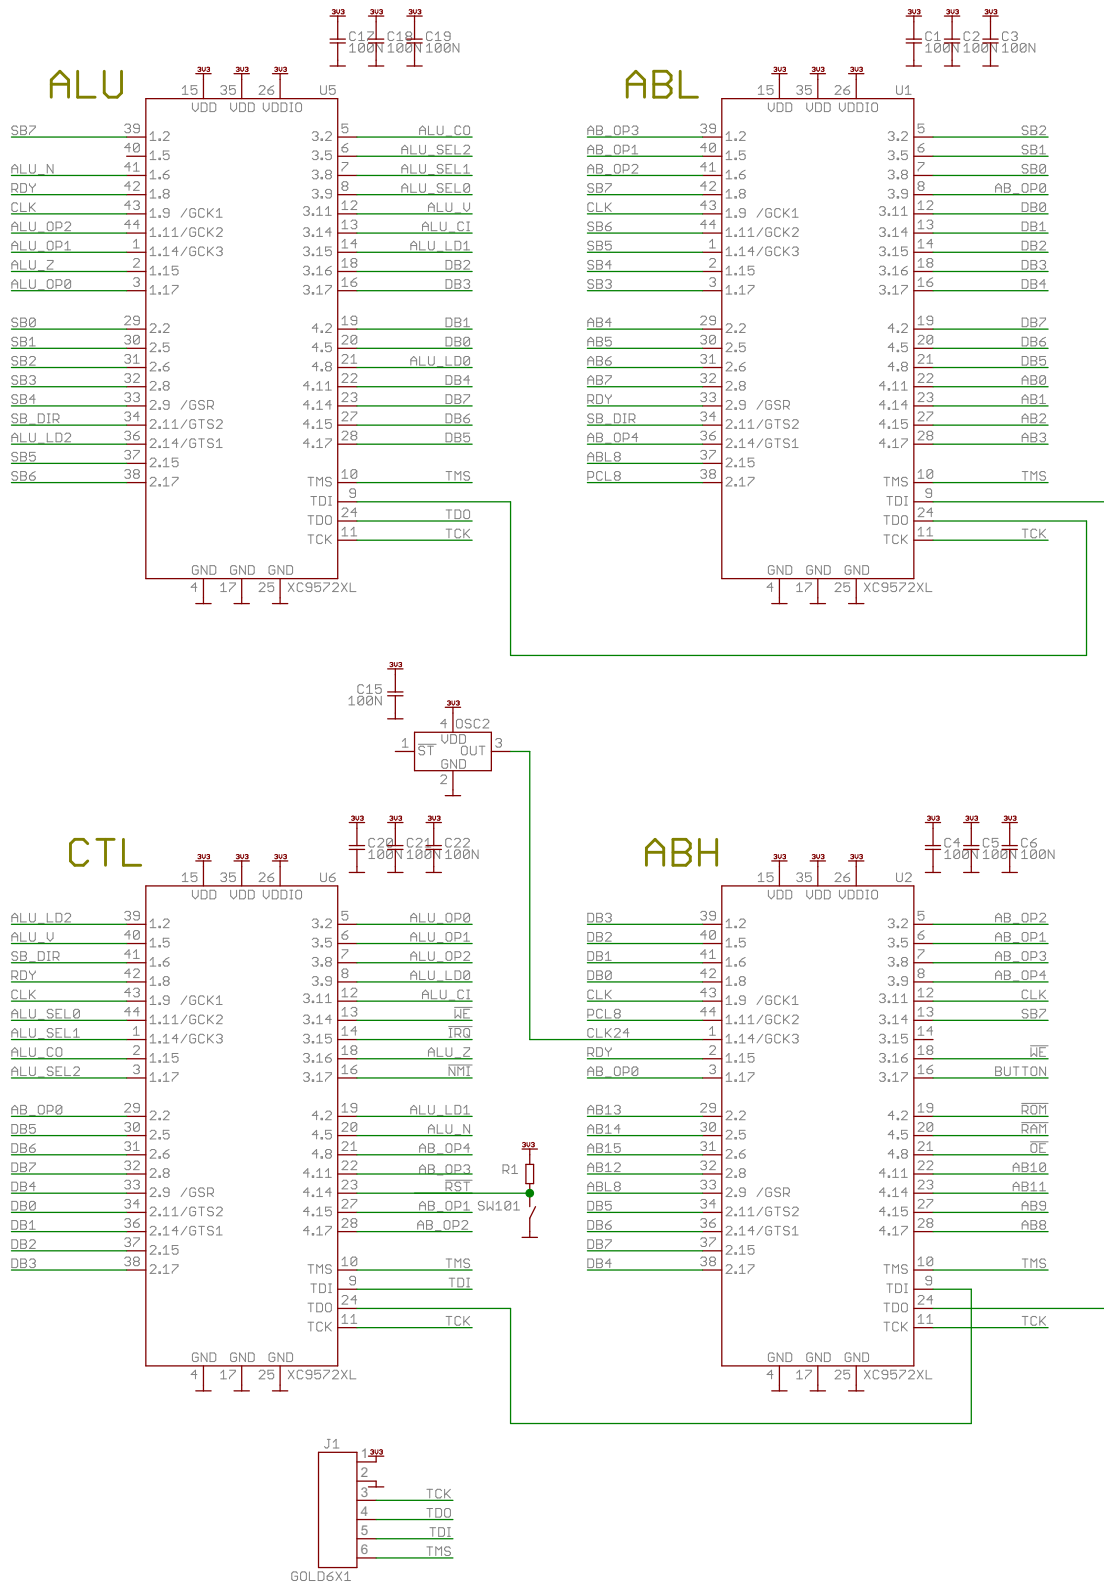 ALU
3V3 3V3 3V3
C17 C18 C19
100N 100N 100N
3V3 3V3 3V3
15 35 26 U5
VDD VDD VDDIO
SB7 39 1.2 3.2 5 ALU_CO
40 1.5 3.5 6 ALU_SEL2
ALU_N 41 1.6 3.8 7 ALU_SEL1
RDY 42 1.8 3.9 8 ALU_SEL0
CLK 43 1.9 /GCK1 3.11 12 ALU_V
ALU_OP2 44 1.11/GCK2 3.14 13 ALU_CI
ALU_OP1 1 1.14/GCK3 3.15 14 ALU_LD1
ALU_Z 2 1.15 3.16 18 DB2
ALU_OP0 3 1.17 3.17 16 DB3
SB0 29 2.2 4.2 19 DB1
SB1 30 2.5 4.5 20 DB0
SB2 31 2.6 4.8 21 ALU_LD0
SB3 32 2.8 4.11 22 DB4
SB4 33 2.9 /GSR 4.14 23 DB7
SB_DIR 34 2.11/GTS2 4.15 27 DB6
ALU_LD2 36 2.14/GTS1 4.17 28 DB5
SB5 37 2.15
SB6 38 2.17 TMS 10 TMS
TDI 9
TDO 24 TDO
TCK 11 TCK
GND GND GND
4 17 25 XC9572XL
ABL
3V3 3V3 3V3
C1 C2 C3
100N 100N 100N
3V3 3V3 3V3
15 35 26 U1
VDD VDD VDDIO
AB_OP3 39 1.2 3.2 5 SB2
AB_OP1 40 1.5 3.5 6 SB1
AB_OP2 41 1.6 3.8 7 SB0
SB7 42 1.8 3.9 8 AB_OP0
CLK 43 1.9 /GCK1 3.11 12 DB0
SB6 44 1.11/GCK2 3.14 13 DB1
SB5 1 1.14/GCK3 3.15 14 DB2
SB4 2 1.15 3.16 18 DB3
SB3 3 1.17 3.17 16 DB4
AB4 29 2.2 4.2 19 DB7
AB5 30 2.5 4.5 20 DB6
AB6 31 2.6 4.8 21 DB5
AB7 32 2.8 4.11 22 AB0
RDY 33 2.9 /GSR 4.14 23 AB1
SB_DIR 34 2.11/GTS2 4.15 27 AB2
AB_OP4 36 2.14/GTS1 4.17 28 AB3
ABL8 37 2.15
PCL8 38 2.17 TMS 10 TMS
TDI 9
TDO 24
TCK 11 TCK
GND GND GND
4 17 25 XC9572XL
3V3
C15
100N
3V3
4 OSC2
VDD
1 ST OUT 3
GND
2
CTL
3V3 3V3 3V3
C20 C21 C22
100N 100N 100N
3V3 3V3 3V3
15 35 26 U6
VDD VDD VDDIO
ALU_LD2 39 1.2 3.2 5 ALU_OP0
ALU_V 40 1.5 3.5 6 ALU_OP1
SB_DIR 41 1.6 3.8 7 ALU_OP2
RDY 42 1.8 3.9 8 ALU_LD0
CLK 43 1.9 /GCK1 3.11 12 ALU_CI
ALU_SEL0 44 1.11/GCK2 3.14 13 WE
ALU_SEL1 1 1.14/GCK3 3.15 14 IRQ
ALU_CO 2 1.15 3.16 18 ALU_Z
ALU_SEL2 3 1.17 3.17 16 NMI
AB_OP0 29 2.2 4.2 19 ALU_LD1
DB5 30 2.5 4.5 20 ALU_N
DB6 31 2.6 4.8 21 AB_OP4
DB7 32 2.8 4.11 22 AB_OP3
DB4 33 2.9 /GSR 4.14 23 RST
DB0 34 2.11/GTS2 4.15 27 AB_OP1
DB1 36 2.14/GTS1 4.17 28 AB_OP2
DB2 37 2.15
DB3 38 2.17 TMS 10 TMS
TDI 9 TDI
TDO 24
TCK 11 TCK
GND GND GND
4 17 25 XC9572XL
3V3
R1
SW101
ABH
3V3 3V3 3V3
C4 C5 C6
100N 100N 100N
3V3 3V3 3V3
15 35 26 U2
VDD VDD VDDIO
DB3 39 1.2 3.2 5 AB_OP2
DB2 40 1.5 3.5 6 AB_OP1
DB1 41 1.6 3.8 7 AB_OP3
DB0 42 1.8 3.9 8 AB_OP4
CLK 43 1.9 /GCK1 3.11 12 CLK
PCL8 44 1.11/GCK2 3.14 13 SB7
CLK24 1 1.14/GCK3 3.15 14
RDY 2 1.15 3.16 18 WE
AB_OP0 3 1.17 3.17 16 BUTTON
AB13 29 2.2 4.2 19 ROM
AB14 30 2.5 4.5 20 RAM
AB15 31 2.6 4.8 21 OE
AB12 32 2.8 4.11 22 AB10
ABL8 33 2.9 /GSR 4.14 23 AB11
DB5 34 2.11/GTS2 4.15 27 AB9
DB6 36 2.14/GTS1 4.17 28 AB8
DB7 37 2.15
DB4 38 2.17 TMS 10 TMS
TDI 9
TDO 24
TCK 11 TCK
GND GND GND
4 17 25 XC9572XL
J1
1 3V3
2
3 TCK
4 TDO
5 TDI
6 TMS
GOLD6X1